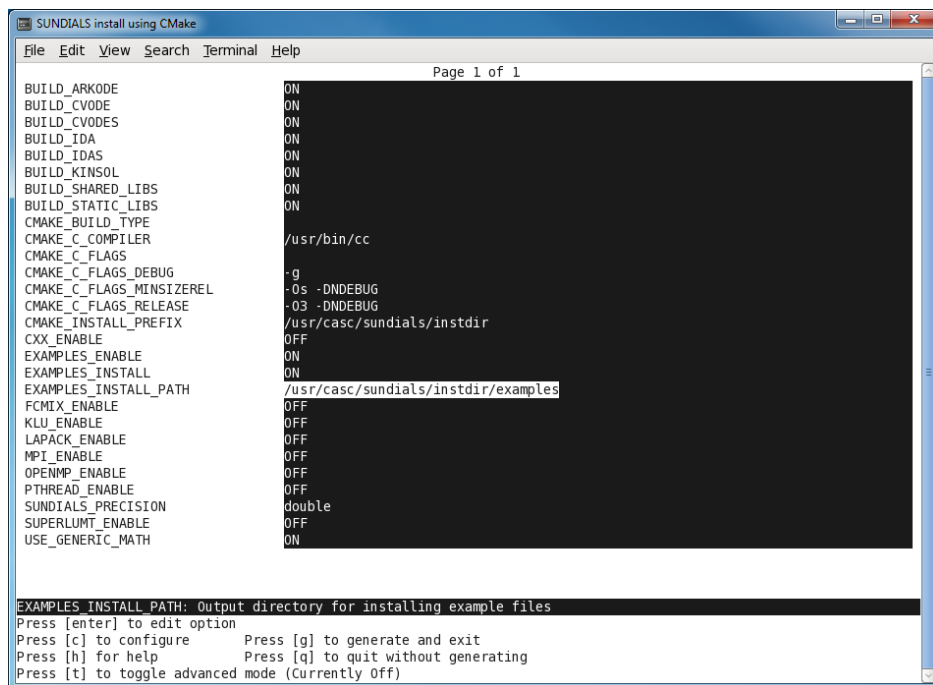 SUNDIALS install using CMake
File Edit View Search Terminal Help
Page 1 of 1
BUILD_ARKODE ON
BUILD_CVODE ON
BUILD_CVODES ON
BUILD_IDA ON
BUILD_IDAS ON
BUILD_KINSOL ON
BUILD_SHARED_LIBS ON
BUILD_STATIC_LIBS ON
CMAKE_BUILD_TYPE
CMAKE_C_COMPILER /usr/bin/cc
CMAKE_C_FLAGS
CMAKE_C_FLAGS_DEBUG -g
CMAKE_C_FLAGS_MINSIZEREL -Os -DNDEBUG
CMAKE_C_FLAGS_RELEASE -O3 -DNDEBUG
CMAKE_INSTALL_PREFIX /usr/casc/sundials/instdir
CXX_ENABLE OFF
EXAMPLES_ENABLE ON
EXAMPLES_INSTALL ON
EXAMPLES_INSTALL_PATH /usr/casc/sundials/instdir/examples
FCMIX_ENABLE OFF
KLU_ENABLE OFF
LAPACK_ENABLE OFF
MPI_ENABLE OFF
OPENMP_ENABLE OFF
PTHREAD_ENABLE OFF
SUNDIALS_PRECISION double
SUPERLUMT_ENABLE OFF
USE_GENERIC_MATH ON
EXAMPLES_INSTALL_PATH: Output directory for installing example files
Press [enter] to edit option
Press [c] to configure Press [g] to generate and exit
Press [h] for help Press [q] to quit without generating
Press [t] to toggle advanced mode (Currently Off)